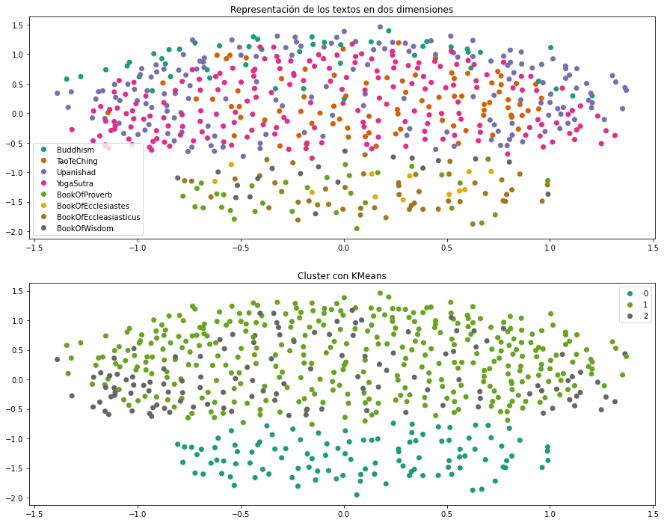 Representación de los textos en dos dimensiones
1.5
1.0
0.5
0.0
−0.5
−1.0
−1.5
−2.0
Buddhism
TaoTeChing
Upanishad
YogaSutra
BookOfProverb
BookOfEcclesiastes
BookOfEccleasiasticus
BookOfWisdom
−1.5 −1.0 −0.5 0.0 0.5 1.0 1.5
Cluster con KMeans
1.5
1.0
0.5
0.0
−0.5
−1.0
−1.5
−2.0
0
1
2
−1.5 −1.0 −0.5 0.0 0.5 1.0 1.5